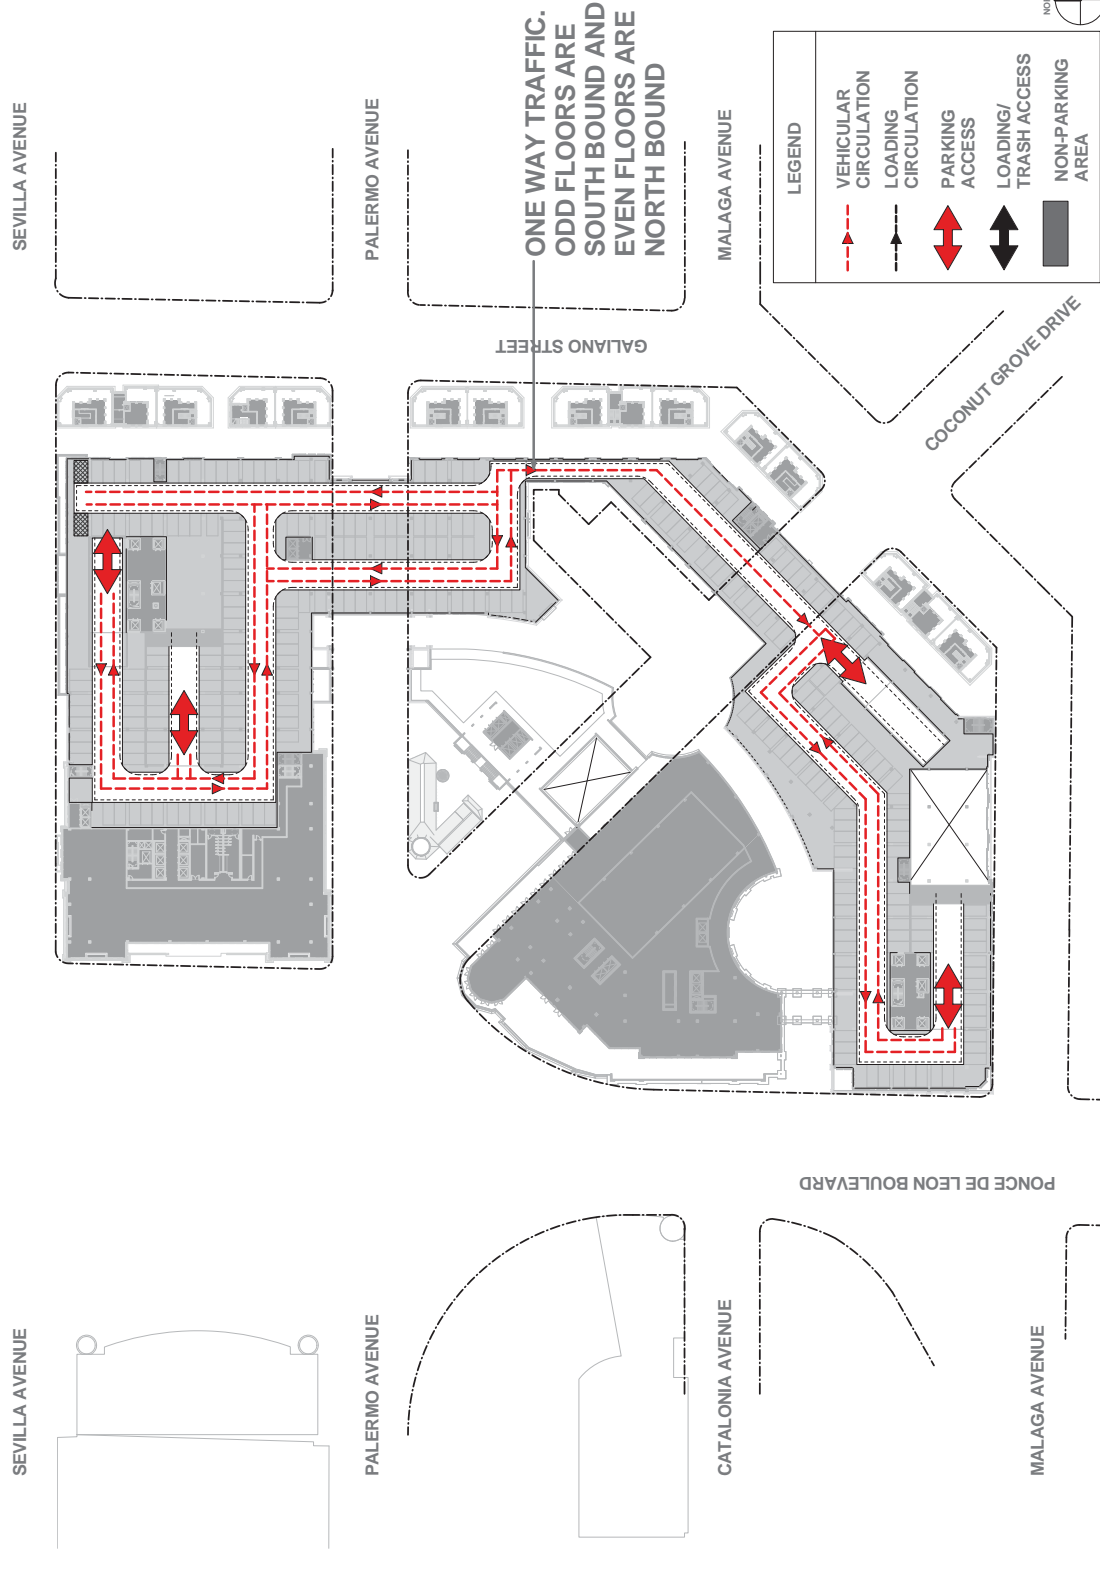 SEVILLA AVENUE
PALERMO AVENUE
ONE WAY TRAFFIC.
ODD FLOORS ARE
SOUTH BOUND AND
EVEN FLOORS ARE
NORTH BOUND
MALAGA AVENUE
LEGEND
VEHICULAR
CIRCULATION
LOADING
CIRCULATION
PARKING
ACCESS
LOADING/
TRASH ACCESS
NON-PARKING
AREA
GALIANO STREET
COCONUT GROVE DRIVE
PONCE DE LEON BOULEVARD
SEVILLA AVENUE
PALERMO AVENUE
CATALONIA AVENUE
MALAGA AVENUE